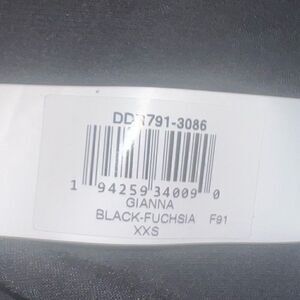 DDR791-3086
1 94259 34009 0
GIANNA
BLACK-FUCHSIA F91
XXS